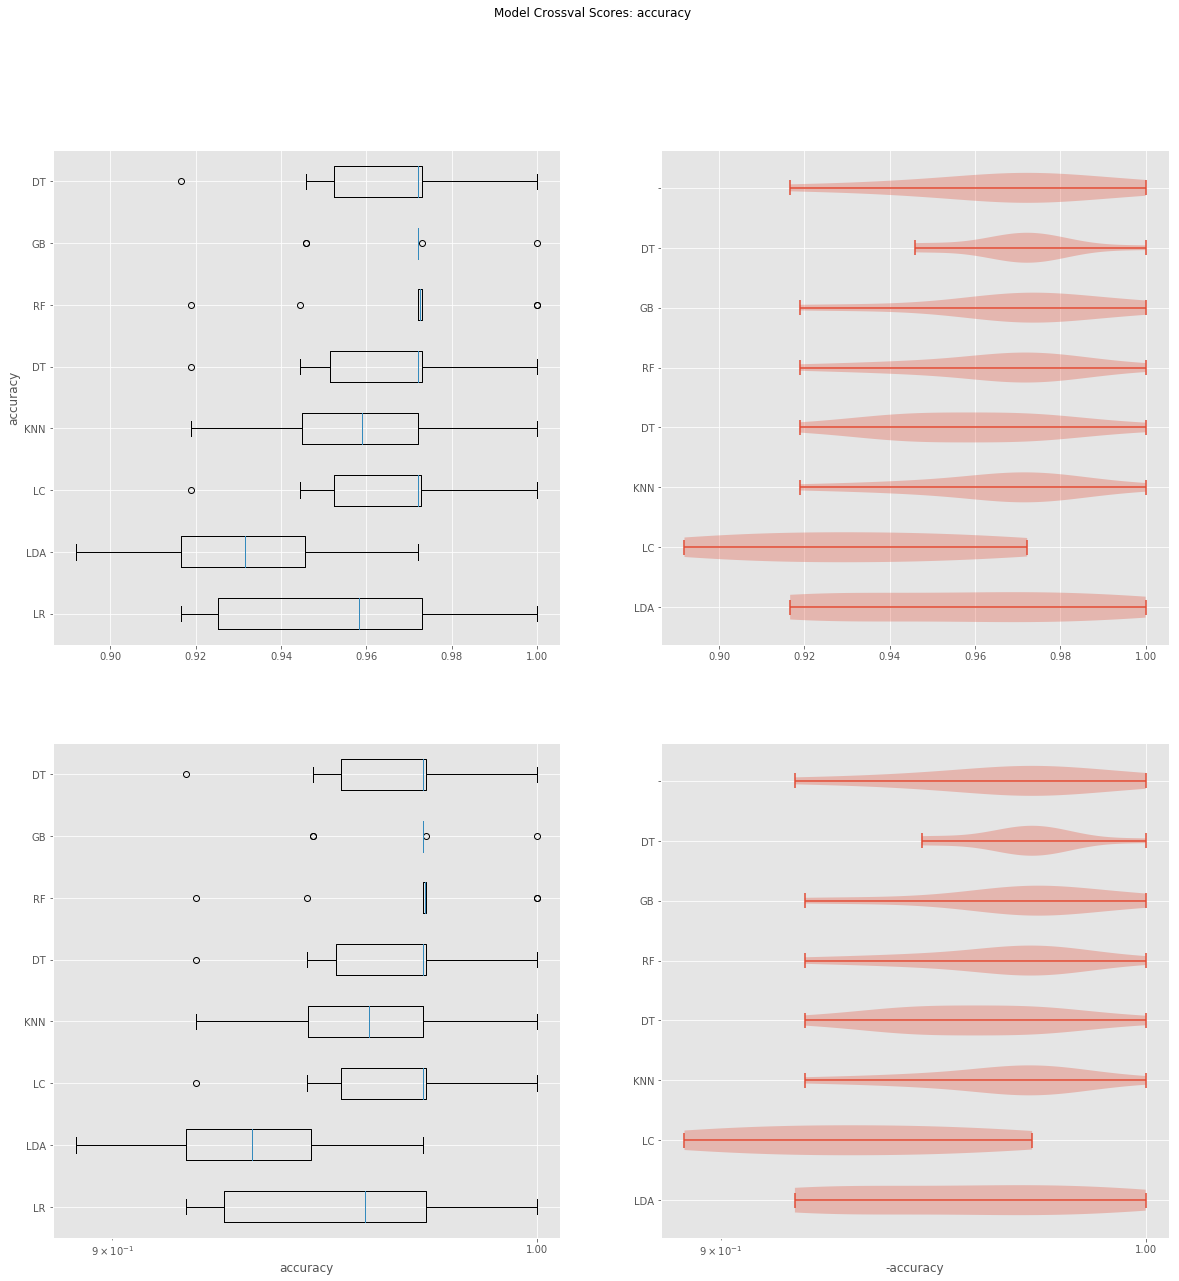 Model Crossval Scores: accuracy
accuracy
DT
GB
RF
DT
KNN
LC
LDA
LR
0.90 0.92 0.94 0.96 0.98 1.00
-
DT
GB
RF
DT
KNN
LC
LDA
0.90 0.92 0.94 0.96 0.98 1.00
DT
GB
RF
DT
KNN
LC
LDA
LR
9 × 10⁻¹ 1.00
accuracy
DT
GB
RF
DT
KNN
LC
LDA
9 × 10⁻¹ 1.00
-accuracy